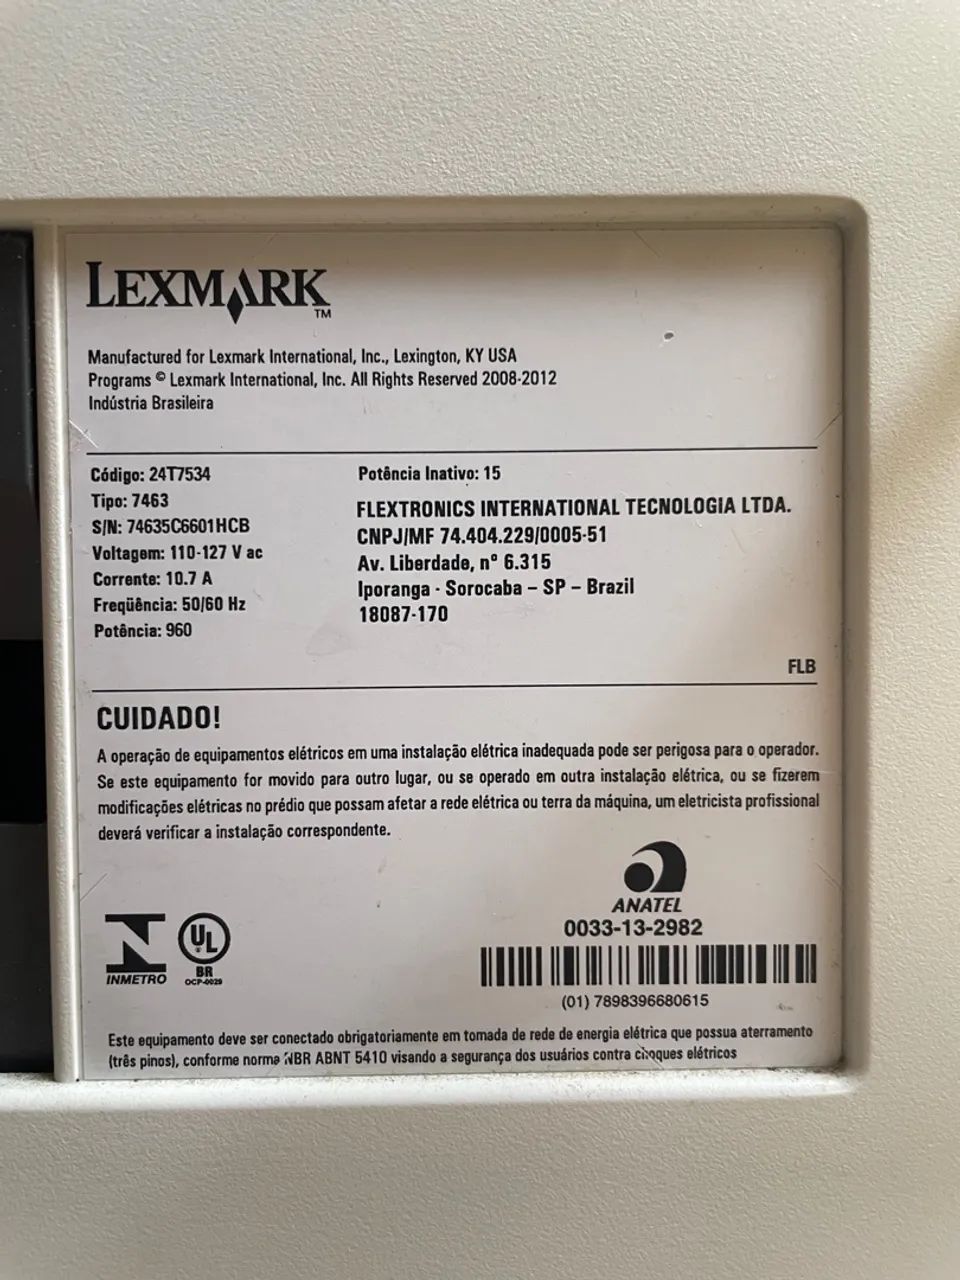 LEXMARK™
Manufactured for Lexmark International, Inc., Lexington, KY USA
Programs © Lexmark International, Inc. All Rights Reserved 2008-2012
Indústria Brasileira
Código: 24T7534
Tipo: 7463
S/N: 74635C6601HCB
Voltagem: 110-127 V ac
Corrente: 10.7 A
Freqüência: 50/60 Hz
Potência: 960
Potência Inativo: 15
FLEXTRONICS INTERNATIONAL TECNOLOGIA LTDA.
CNPJ/MF 74.404.229/0005-51
Av. Liberdade, nº 6.315
Iporanga - Sorocaba – SP – Brazil
18087-170
FLB
CUIDADO!
A operação de equipamentos elétricos em uma instalação elétrica inadequada pode ser perigosa para o operador.
Se este equipamento for movido para outro lugar, ou se operado em outra instalação elétrica, ou se fizerem
modificações elétricas no prédio que possam afetar a rede elétrica ou terra da máquina, um eletricista profissional
deverá verificar a instalação correspondente.
ANATEL
0033-13-2982
(01) 7898396680615
INMETRO
UL
BR
OCP-0029
Este equipamento deve ser conectado obrigatoriamente em tomada de rede de energia elétrica que possua aterramento
(três pinos), conforme norma NBR ABNT 5410 visando a segurança dos usuários contra choques elétricos